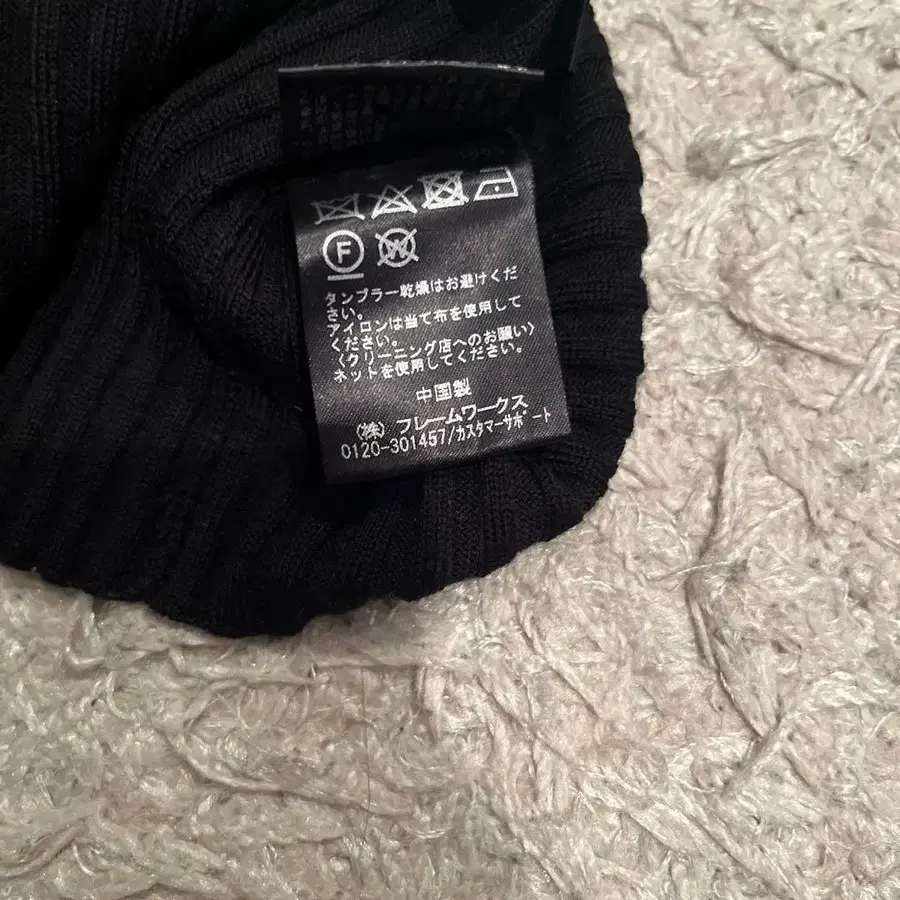 F
W
タンプラー乾燥はお避けくだ
さい。
アイロンは当て布を使用して
ください。
〈クリーニング店へのお願い〉
ネットを使用してください。
中国製
(株) フレームワークス
0120-301457/カスタマーサポート